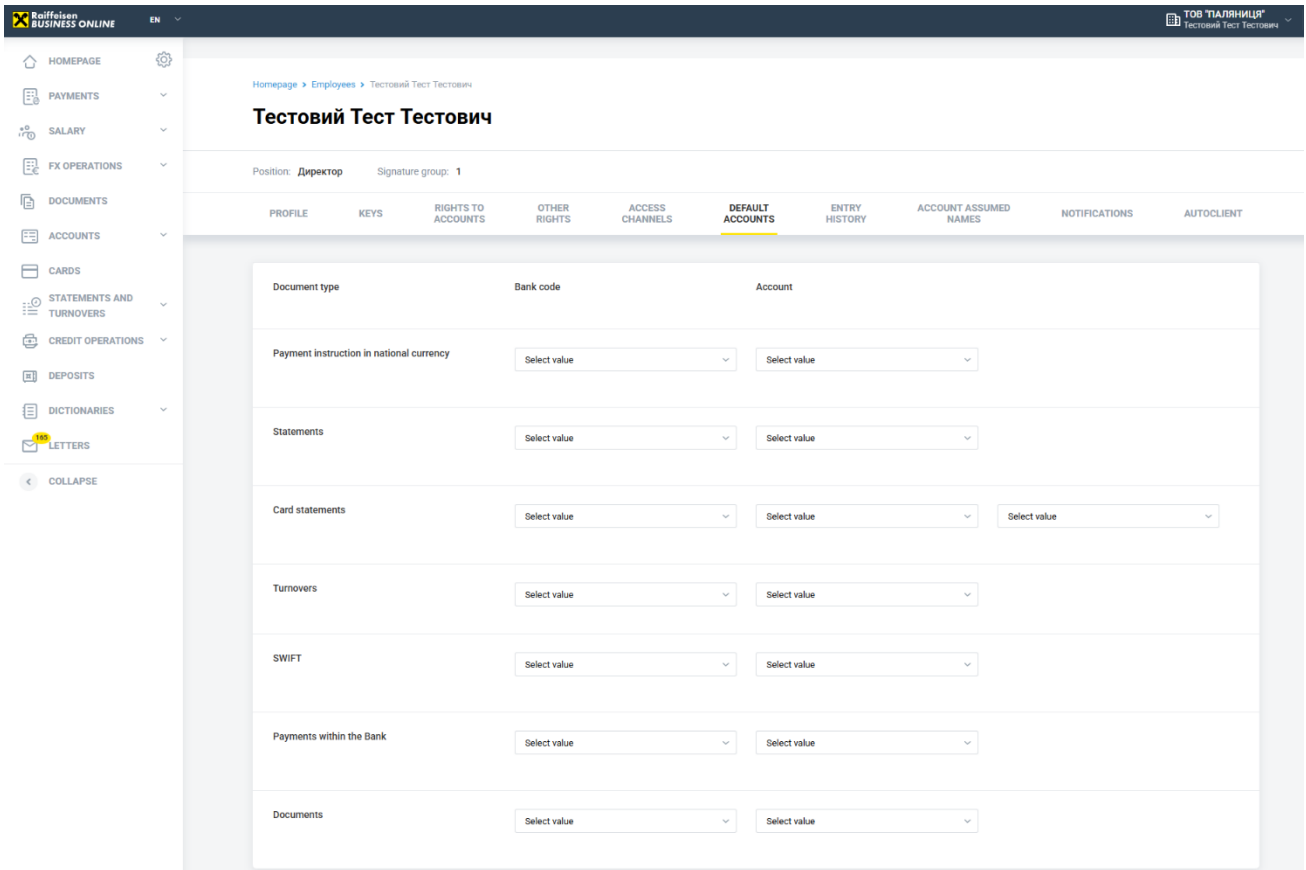 Raiffeisen
BUSINESS ONLINE
EN
ТОВ "ПАЛЯНИЦЯ"
Тестовий Тест Тестович
HOMEPAGE
PAYMENTS
SALARY
FX OPERATIONS
DOCUMENTS
ACCOUNTS
CARDS
STATEMENTS AND
TURNOVERS
CREDIT OPERATIONS
DEPOSITS
DICTIONARIES
165
LETTERS
COLLAPSE
Homepage > Employees > Тестовий Тест Тестович
Тестовий Тест Тестович
Position: Директор Signature group: 1
PROFILE
KEYS
RIGHTS TO
ACCOUNTS
OTHER
RIGHTS
ACCESS
CHANNELS
DEFAULT
ACCOUNTS
ENTRY
HISTORY
ACCOUNT ASSUMED
NAMES
NOTIFICATIONS
AUTOCLIENT
Document type Bank code Account
Payment instruction in national currency Select value Select value
Statements Select value Select value
Card statements Select value Select value Select value
Turnovers Select value Select value
SWIFT Select value Select value
Payments within the Bank Select value Select value
Documents Select value Select value